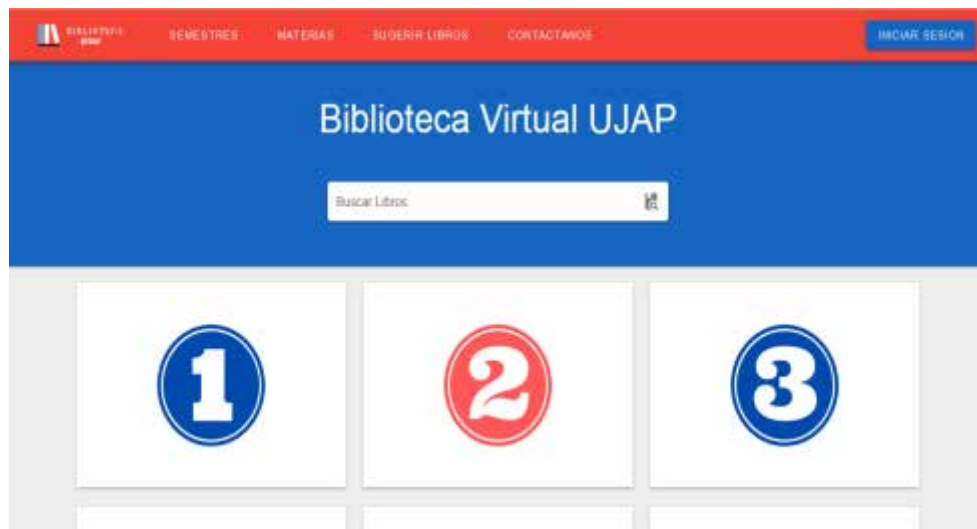 SEMESTRES MATERIAS SUGERIR LIBROS CONTACTANOS INICIAR SESION
Biblioteca Virtual UJAP
Buscar Libros
1 2 3